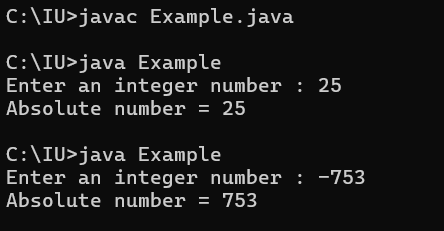 C:\IU>javac Example.java
C:\IU>java Example
Enter an integer number : 25
Absolute number = 25
C:\IU>java Example
Enter an integer number : -753
Absolute number = 753